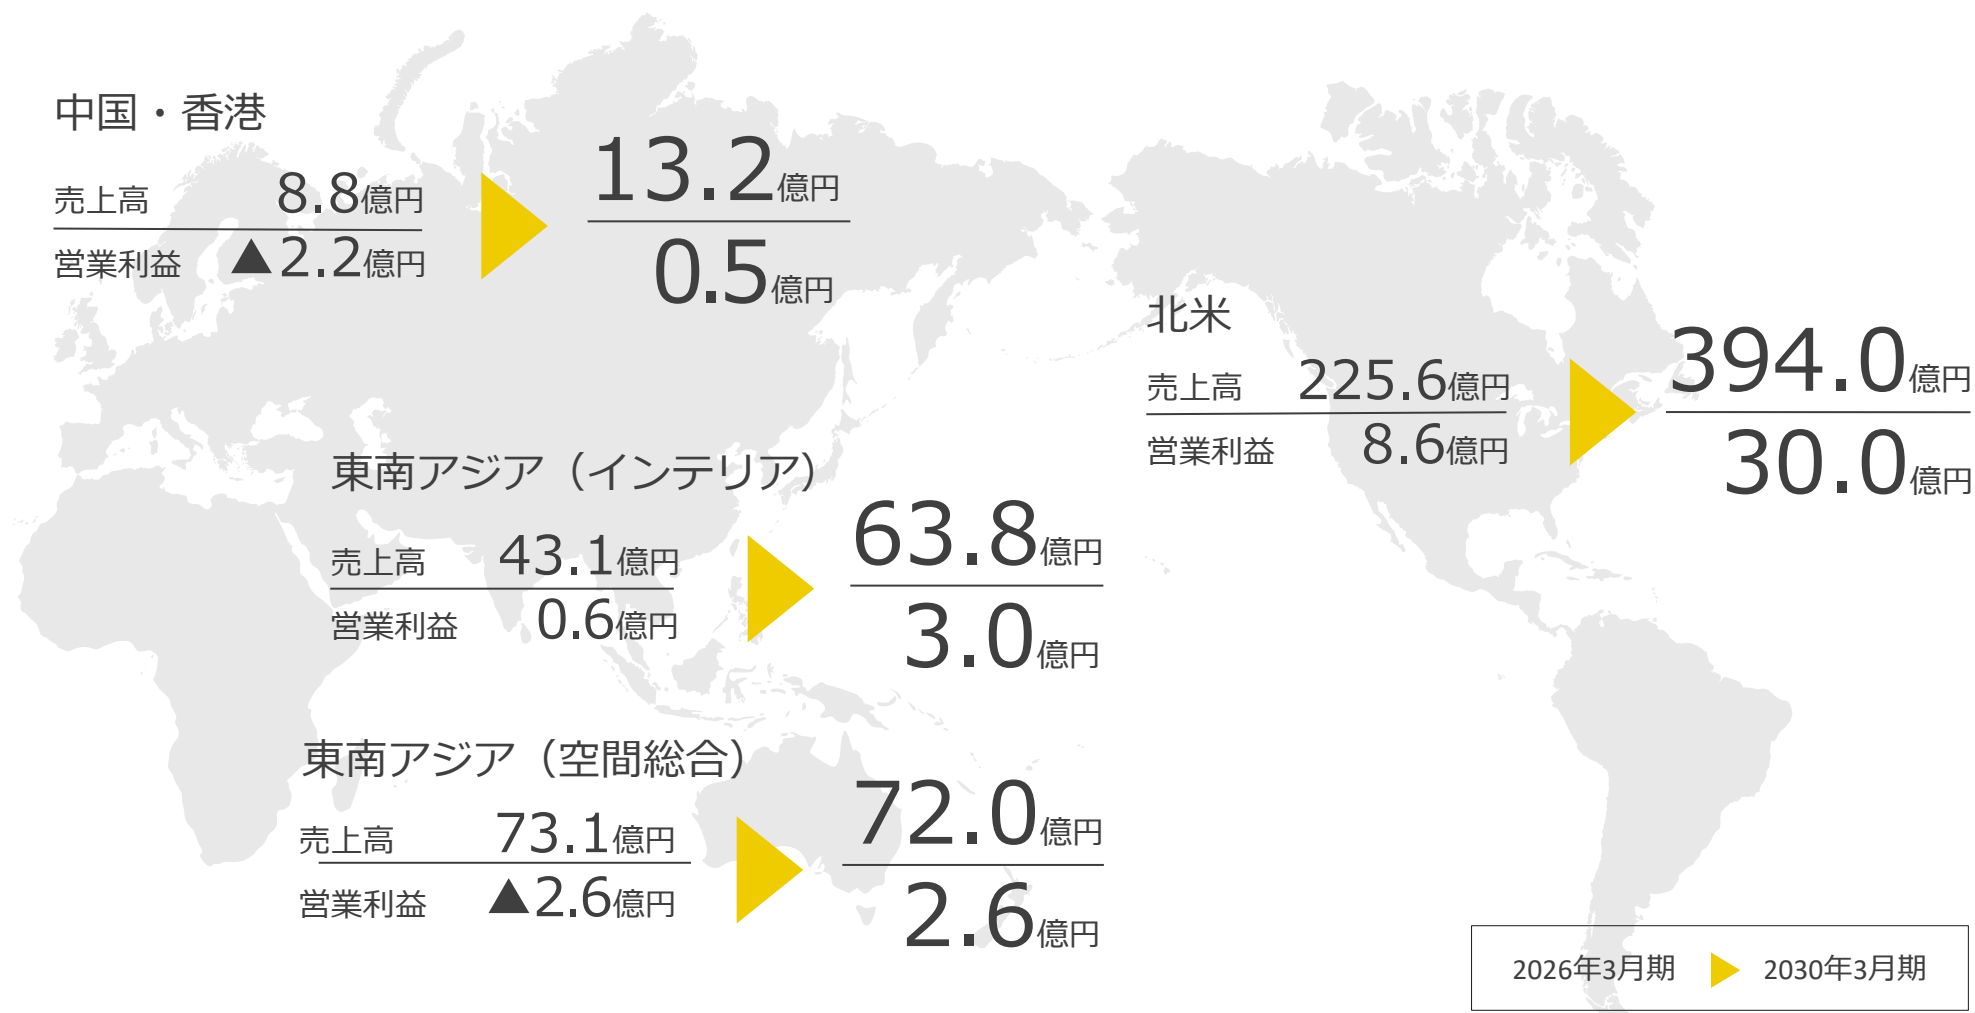 中国・香港
売上高 8.8億円
営業利益 ▲2.2億円
13.2億円
0.5億円
北米
売上高 225.6億円
営業利益 8.6億円
394.0億円
30.0億円
東南アジア（インテリア）
売上高 43.1億円
営業利益 0.6億円
63.8億円
3.0億円
東南アジア（空間総合）
売上高 73.1億円
営業利益 ▲2.6億円
72.0億円
2.6億円
2026年3月期 2030年3月期